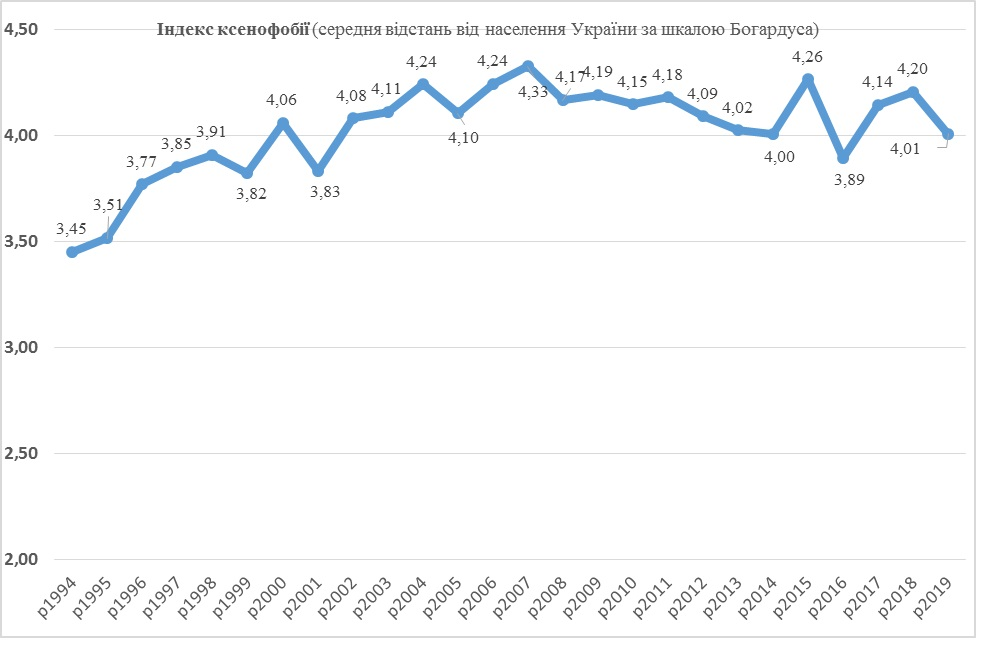 Індекс ксенофобії (середня відстань від населення України за шкалою Богардуса)
4,50
4,00
3,50
3,00
2,50
2,00
3,45
3,51
3,77
3,85
3,91
3,82
4,06
3,83
4,08
4,11
4,24
4,10
4,24
4,33
4,17
4,19
4,15
4,18
4,09
4,02
4,00
4,26
3,89
4,14
4,20
4,01
р1994
р1995
р1996
р1997
р1998
р1999
р2000
р2001
р2002
р2003
р2004
р2005
р2006
р2007
р2008
р2009
р2010
р2011
р2012
р2013
р2014
р2015
р2016
р2017
р2018
р2019